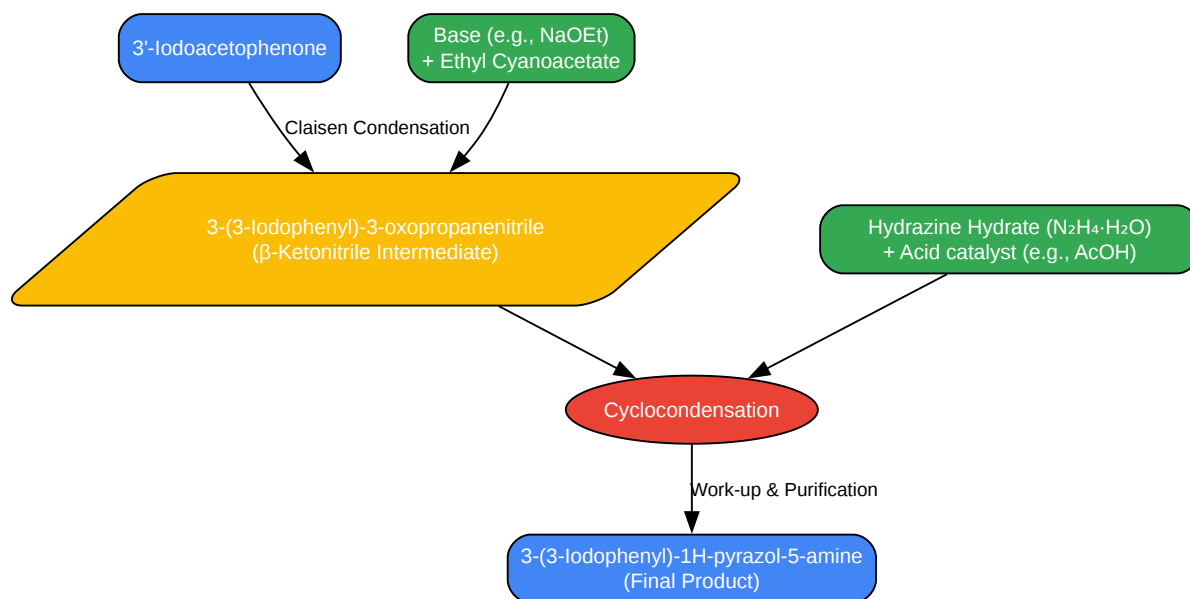 3'-Iodoacetophenone
Base (e.g., NaOEt)
+ Ethyl Cyanoacetate
Claisen Condensation
3-(3-Iodophenyl)-3-oxopropanenitrile
(β-Ketonitrile Intermediate)
Hydrazine Hydrate (N₂H₄·H₂O)
+ Acid catalyst (e.g., AcOH)
Cyclocondensation
Work-up & Purification
3-(3-Iodophenyl)-1H-pyrazol-5-amine
(Final Product)